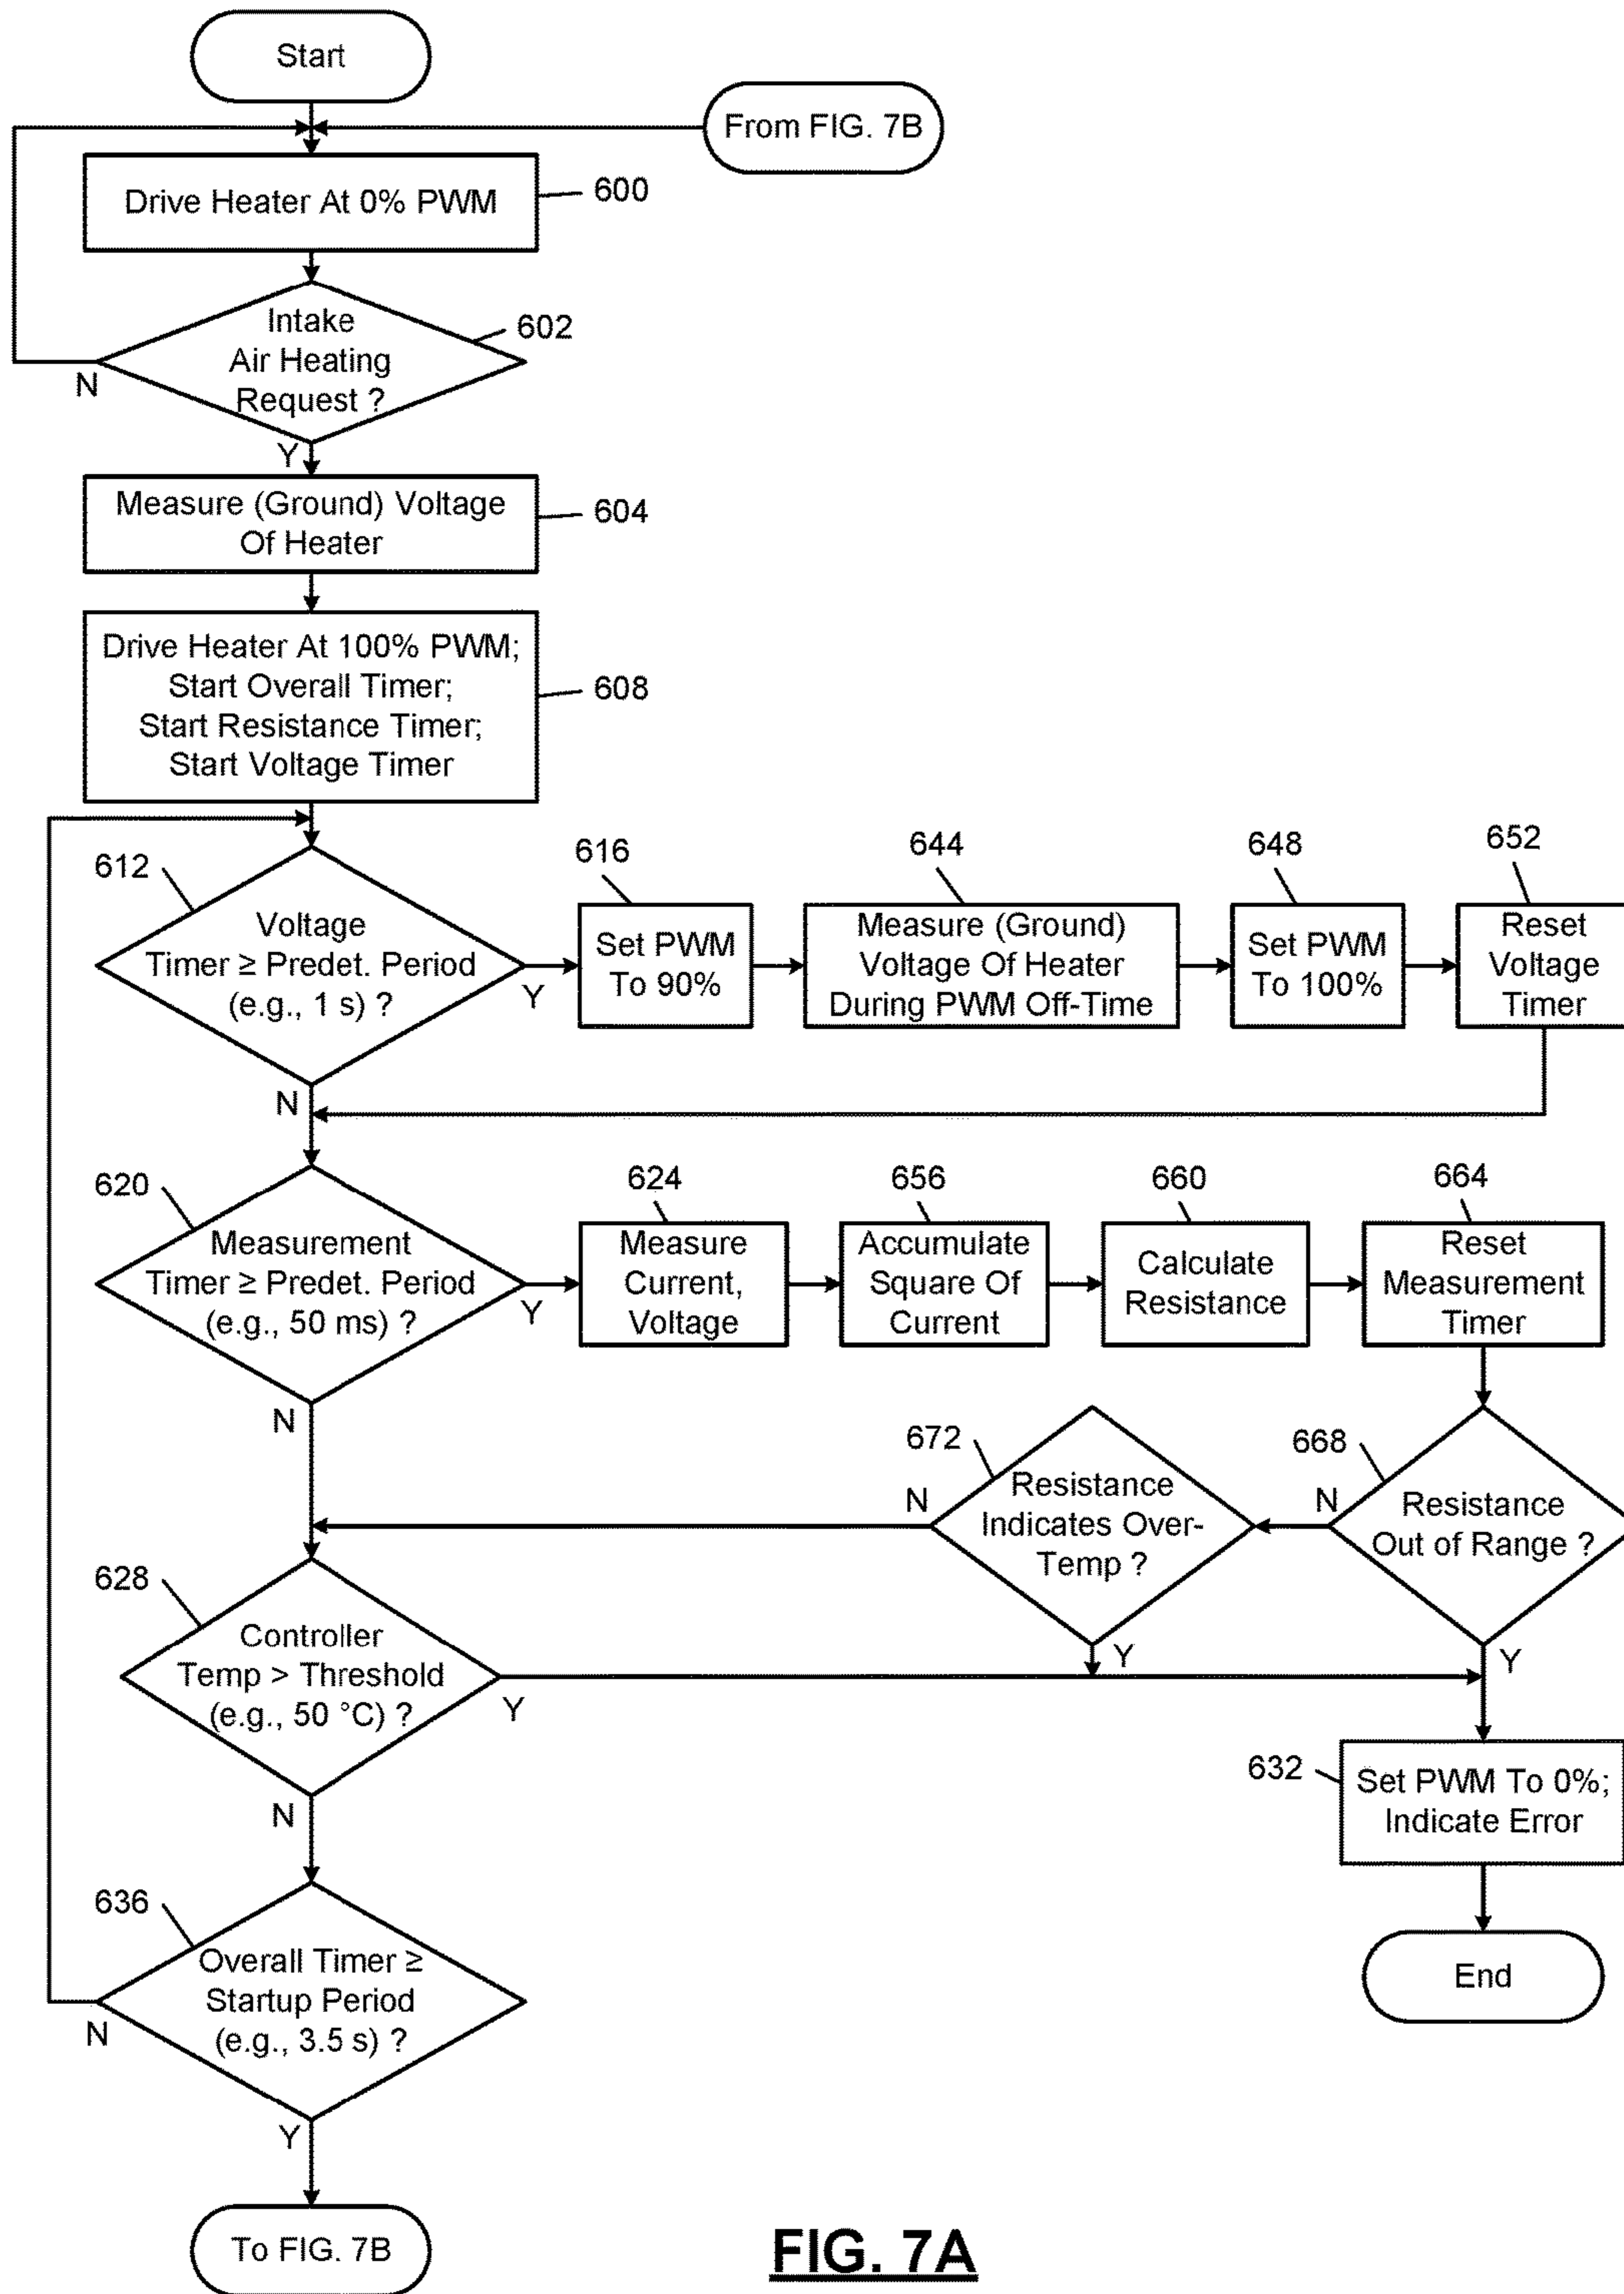 Start
From FIG. 7B
Drive Heater At 0% PWM
600
Intake
Air Heating
Request ?
602
N
Y
Measure (Ground) Voltage
Of Heater
604
Drive Heater At 100% PWM;
Start Overall Timer;
Start Resistance Timer;
Start Voltage Timer
608
612
Voltage
Timer ≥ Predet. Period
(e.g., 1 s) ?
Y
N
616
Set PWM
To 90%
644
Measure (Ground)
Voltage Of Heater
During PWM Off-Time
648
Set PWM
To 100%
652
Reset
Voltage
Timer
620
Measurement
Timer ≥ Predet. Period
(e.g., 50 ms) ?
Y
N
624
Measure
Current,
Voltage
656
Accumulate
Square Of
Current
660
Calculate
Resistance
664
Reset
Measurement
Timer
672
Resistance
Indicates Over-
Temp ?
N
Y
668
Resistance
Out of Range ?
N
Y
628
Controller
Temp > Threshold
(e.g., 50 °C) ?
Y
N
632
Set PWM To 0%;
Indicate Error
End
636
Overall Timer ≥
Startup Period
(e.g., 3.5 s) ?
N
Y
To FIG. 7B
FIG. 7A